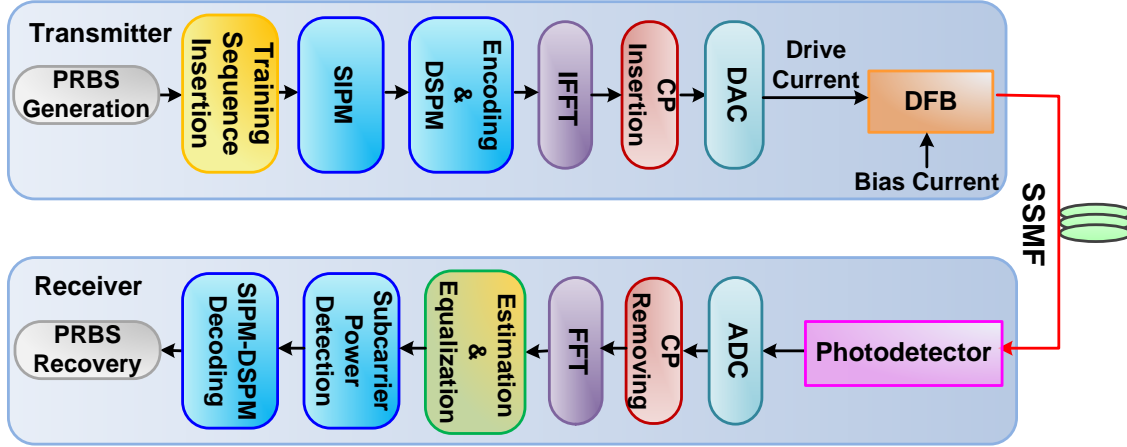 Transmitter
PRBS
Generation
Training
Sequence
Insertion
SIPM
Encoding
&
DSPM
IFFT
CP
Insertion
DAC
Drive
Current
DFB
Bias Current
SSMF
Receiver
PRBS
Recovery
SIPM-DSPM
Decoding
Subcarrier
Power
Detection
Estimation
&
Equalization
FFT
CP
Removing
ADC
Photodetector